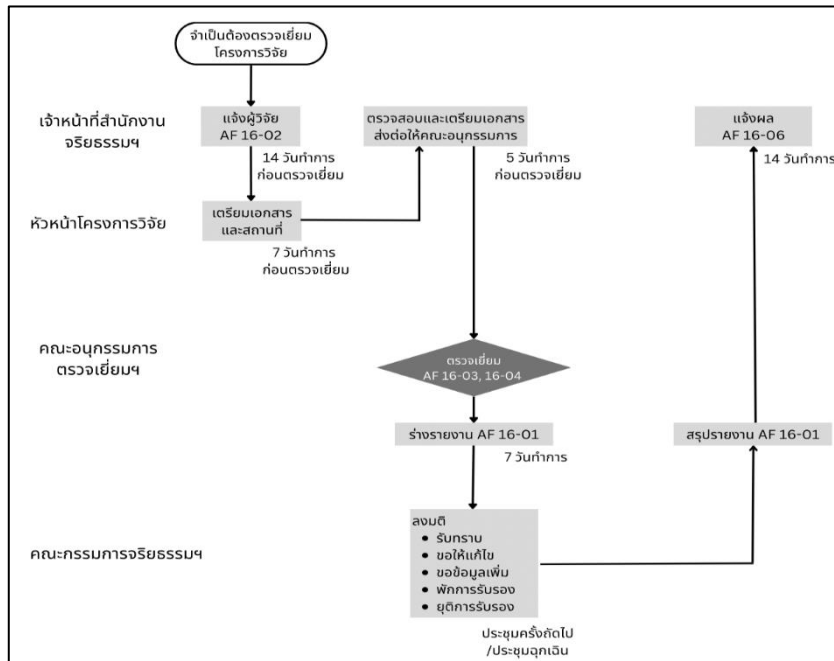 จำเป็นต้องตรวจเยี่ยม
โครงการวิจัย
เจ้าหน้าที่สำนักงาน
จริยธรรมฯ
แจ้งผู้วิจัย
AF 16-02
14 วันทำการ
ก่อนตรวจเยี่ยม
ตรวจสอบและเตรียมเอกสาร
ส่งต่อให้คณะอนุกรรมการ
5 วันทำการ
ก่อนตรวจเยี่ยม
แจ้งผล
AF 16-06
14 วันทำการ
หัวหน้าโครงการวิจัย
เตรียมเอกสาร
และสถานที่
7 วันทำการ
ก่อนตรวจเยี่ยม
คณะอนุกรรมการ
ตรวจเยี่ยมฯ
ตรวจเยี่ยม
AF 16-03, 16-04
ร่างรายงาน AF 16-01
7 วันทำการ
สรุปรายงาน AF 16-01
คณะกรรมการจริยธรรมฯ
ลงมติ
• รับทราบ
• ขอให้แก้ไข
• ขอข้อมูลเพิ่ม
• พักการรับรอง
• ยุติการรับรอง
ประชุมครั้งถัดไป
/ประชุมฉุกเฉิน